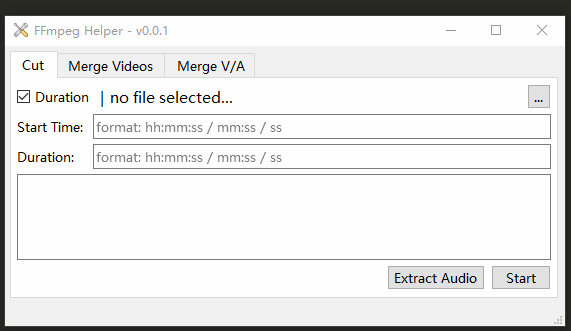 FFmpeg Helper - v0.0.1
Cut Merge Videos Merge V/A
Duration | no file selected... ...
Start Time: format: hh:mm:ss / mm:ss / ss
Duration: format: hh:mm:ss / mm:ss / ss
Extract Audio Start